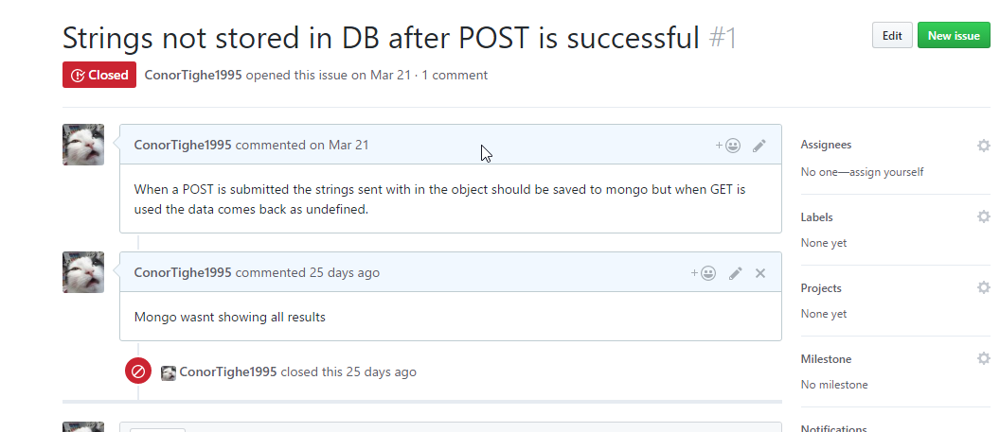 Strings not stored in DB after POST is successful #1
Edit
New issue
Closed
ConorTighe1995 opened this issue on Mar 21 · 1 comment
ConorTighe1995 commented on Mar 21
When a POST is submitted the strings sent with in the object should be saved to mongo but when GET is
used the data comes back as undefined.
ConorTighe1995 commented 25 days ago
Mongo wasnt showing all results
ConorTighe1995 closed this 25 days ago
Assignees
No one—assign yourself
Labels
None yet
Projects
None yet
Milestone
No milestone
Notifications